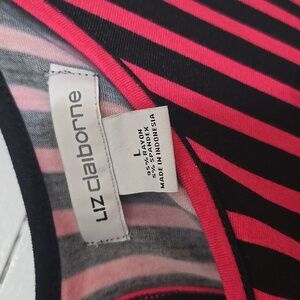 LIZ claiborne
L
95% RAYON
5% SPANDEX
MADE IN INDONESIA